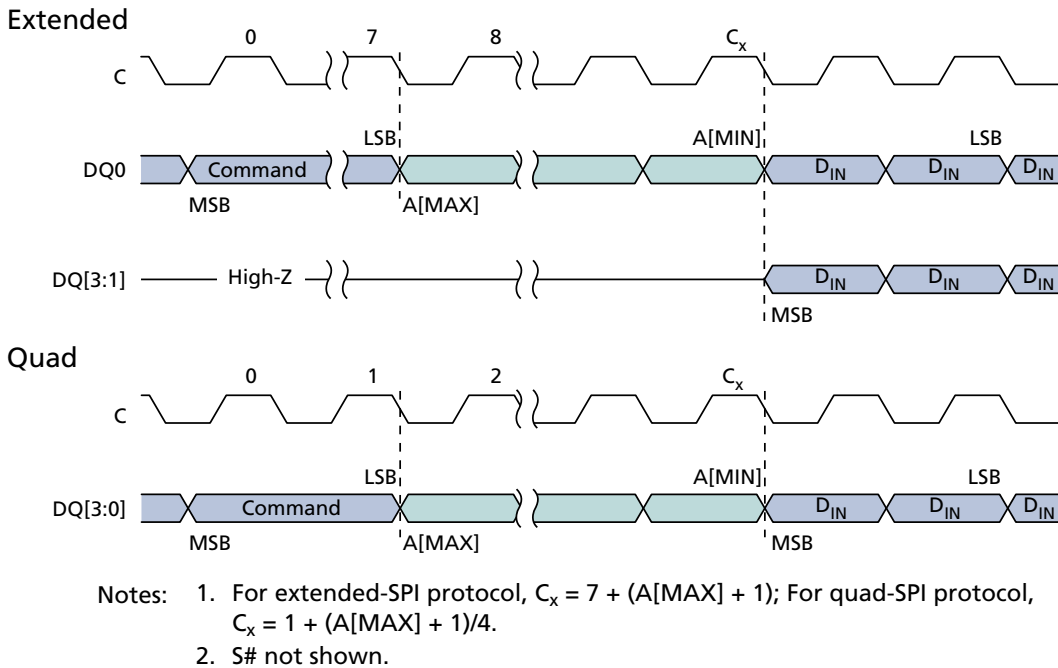 Extended
0 7 8 Cx
C
LSB A[MIN] LSB
DQ0 Command DIN DIN DIN
MSB A[MAX]
DQ[3:1] High-Z DIN DIN DIN
MSB
Quad
0 1 2 Cx
C
LSB A[MIN] LSB
DQ[3:0] Command DIN DIN DIN
MSB A[MAX] MSB
Notes: 1. For extended-SPI protocol, Cx = 7 + (A[MAX] + 1); For quad-SPI protocol,
Cx = 1 + (A[MAX] + 1)/4.
2. S# not shown.